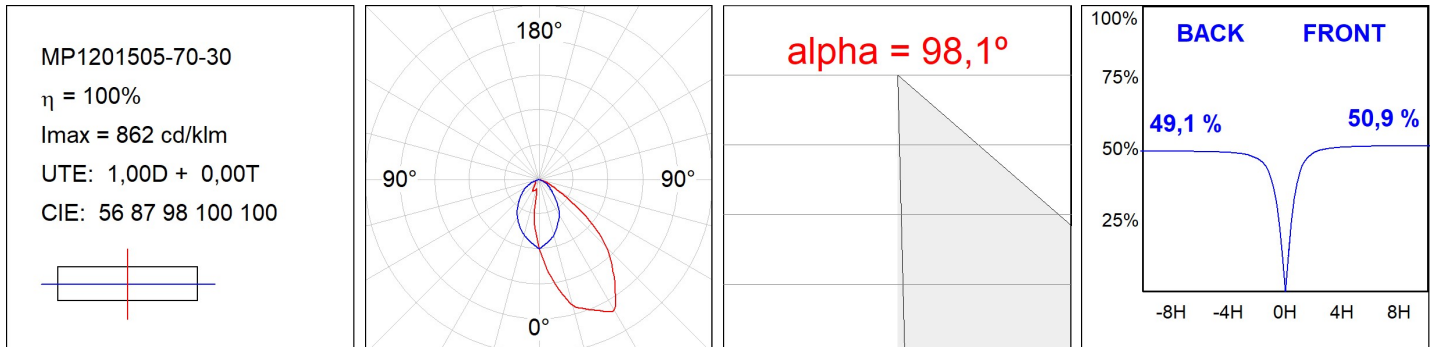 MP1201505-70-30
η = 100%
Imax = 862 cd/klm
UTE: 1,00D + 0,00T
CIE: 56 87 98 100 100
180°
90°
90°
0°
alpha = 98,1º
100%
BACK
FRONT
75%
49,1 %
50,9 %
50%
25%
-8H
-4H
0H
4H
8H